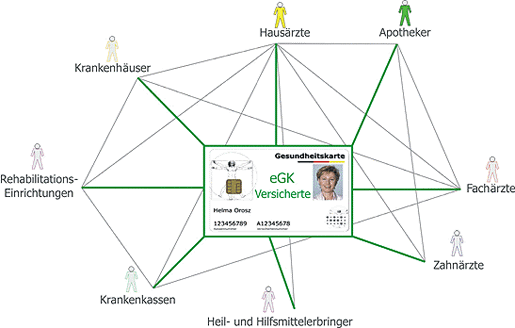 Hausärzte
Apotheker
Krankenhäuser
Gesundheitskarte
eGK
Versicherte
Rehabilitations-
Einrichtungen
Fachärzte
Helma Orosz
123456789 A12345678
Zahnärzte
Krankenkassen
Heil- und Hilfsmittelerbringer